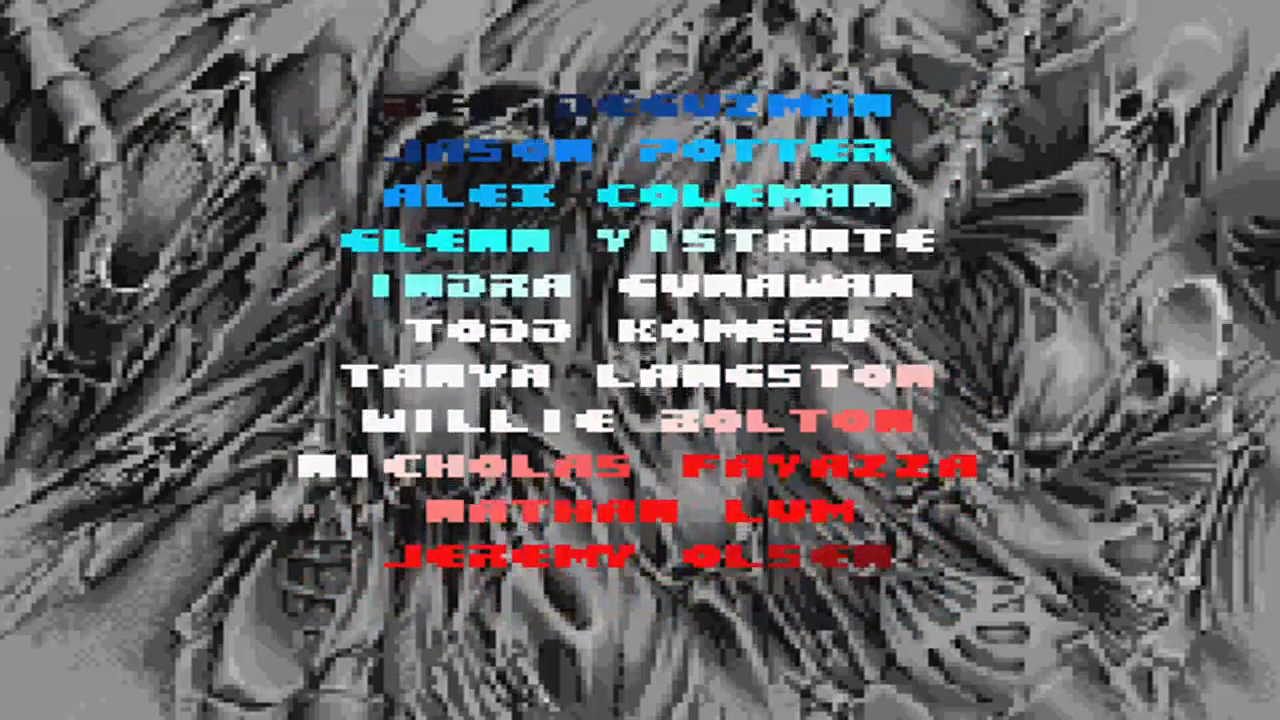 DEGUZMAN
JASON POTTER
ALEX COLEMAN
GLENN VISTANTE
INDRA GUNAWAN
TODD KOMESU
TANYA LANGSTON
WILLIE BOLTON
NICHOLAS FAVAZZA
NATHAN LUM
JEREMY OLSEN